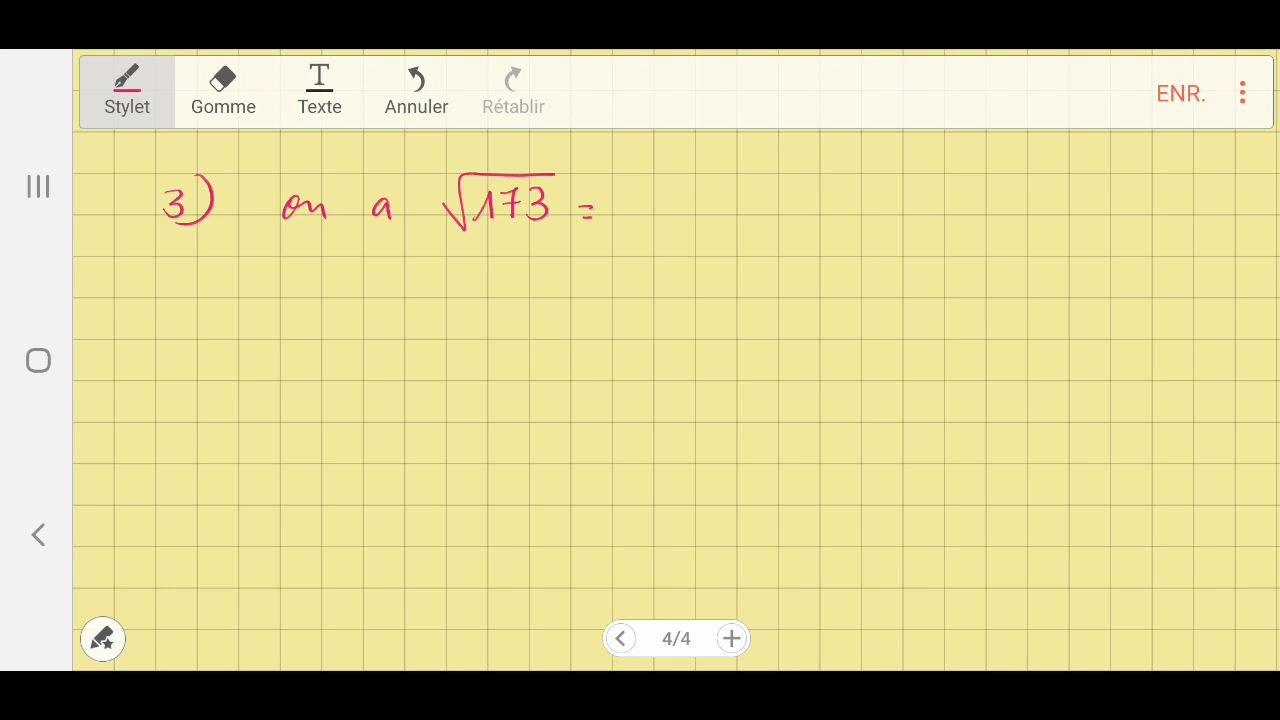 Stylet Gomme Texte Annuler Rétablir ENR.
3) on a √173 =
4/4